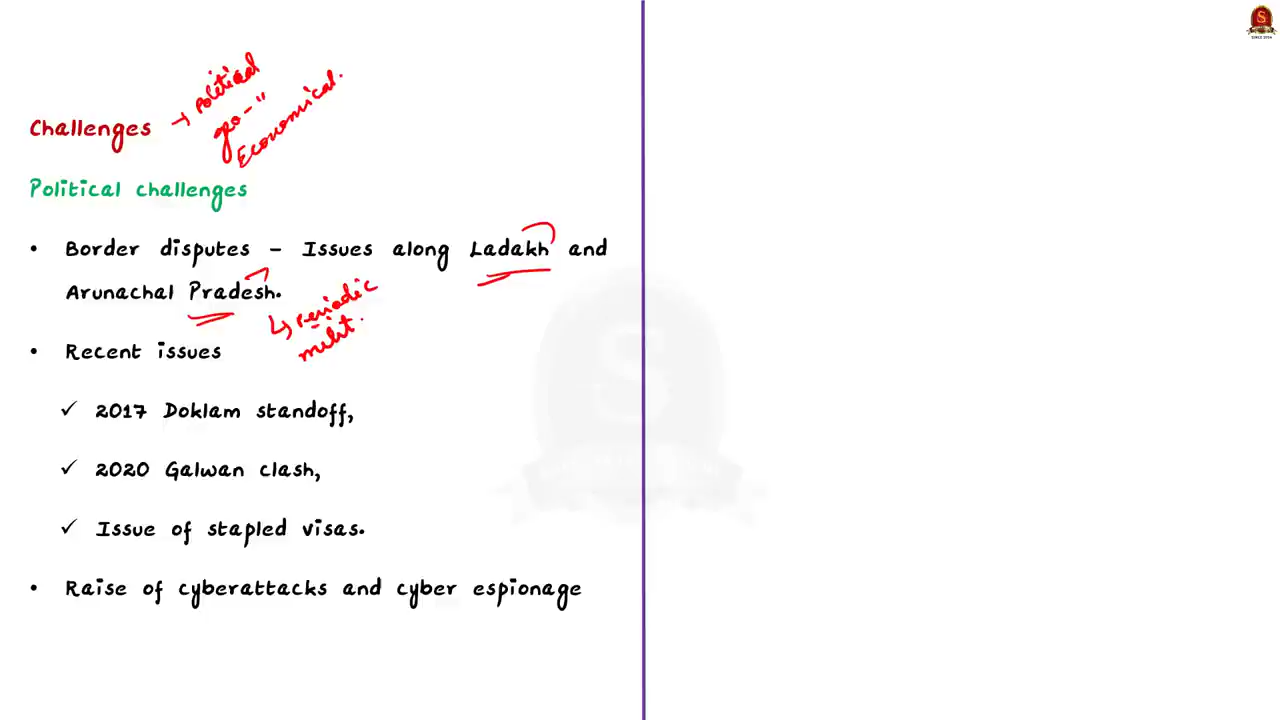 Challenges → Political
geo-"
Economical.
Political challenges
• Border disputes – Issues along Ladakh and
Arunachal Pradesh.
↳ Periodic
milit.
• Recent issues
✓ 2017 Doklam standoff,
✓ 2020 Galwan clash,
✓ Issue of stapled visas.
• Raise of cyberattacks and cyber espionage
S
S